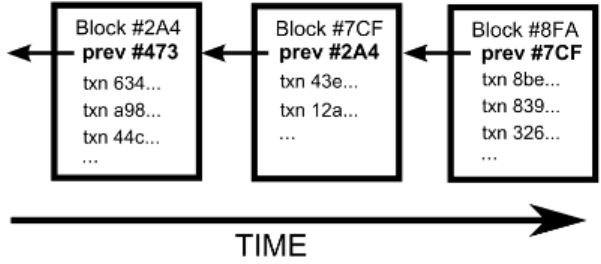 Block #2A4
prev #473
txn 634...
txn a98...
txn 44c...
...
Block #7CF
prev #2A4
txn 43e...
txn 12a...
...
Block #8FA
prev #7CF
txn 8be...
txn 839...
txn 326...
...
TIME